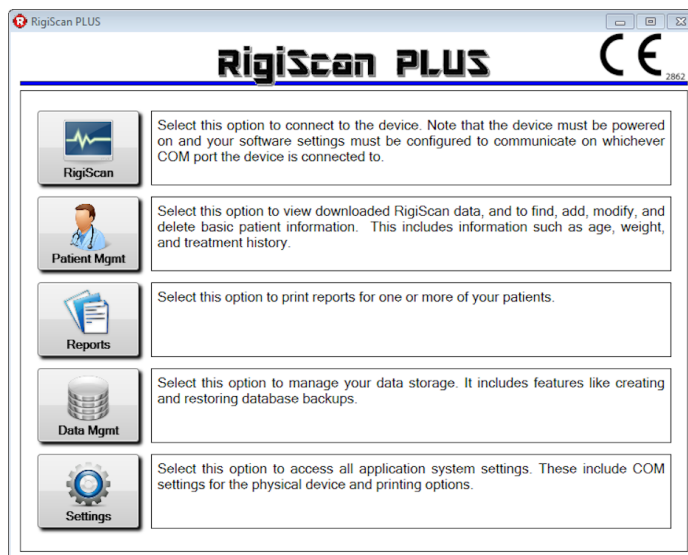 RigiScan PLUS
RigiScan PLUS
CE
2862
RigiScan
Select this option to connect to the device. Note that the device must be powered
on and your software settings must be configured to communicate on whichever
COM port the device is connected to.
Patient Mgmt
Select this option to view downloaded RigiScan data, and to find, add, modify, and
delete basic patient information. This includes information such as age, weight,
and treatment history.
Reports
Select this option to print reports for one or more of your patients.
Data Mgmt
Select this option to manage your data storage. It includes features like creating
and restoring database backups.
Settings
Select this option to access all application system settings. These include COM
settings for the physical device and printing options.